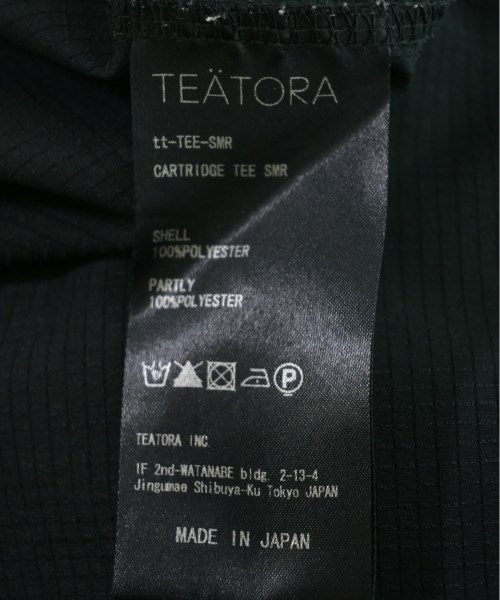 TEÄTORA
tt-TEE-SMR
CARTRIDGE TEE SMR
SHELL
100%POLYESTER
PARTLY
100%POLYESTER
P
TEATORA INC.
1F 2nd-WATANABE bldg. 2-13-4
Jingumae Shibuya-Ku Tokyo JAPAN
MADE IN JAPAN